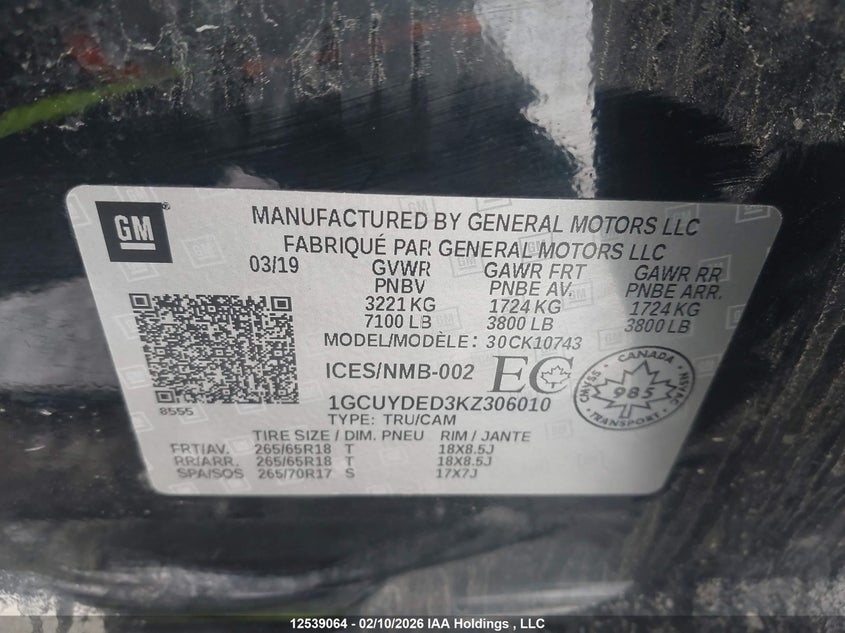 GM
MANUFACTURED BY GENERAL MOTORS LLC
FABRIQUÉ PAR GENERAL MOTORS LLC
03/19 GVWR GAWR FRT GAWR RR
PNBV PNBE AV. PNBE ARR.
3221 KG 1724 KG 1724 KG
7100 LB 3800 LB 3800 LB
MODEL/MODÈLE: 30CK10743
ICES/NMB-002 EC
CANADA
CMVSS 985 NSVAC
TRANSPORT
8555
1GCUYDED3KZ306010
TYPE: TRU/CAM
TIRE SIZE / DIM. PNEU RIM / JANTE
FRT/AV. 265/65R18 T 18X8.5J
RR/ARR. 265/65R18 T 18X8.5J
SPA/SOS 265/70R17 S 17X7J
12539064 - 02/10/2026 IAA Holdings , LLC